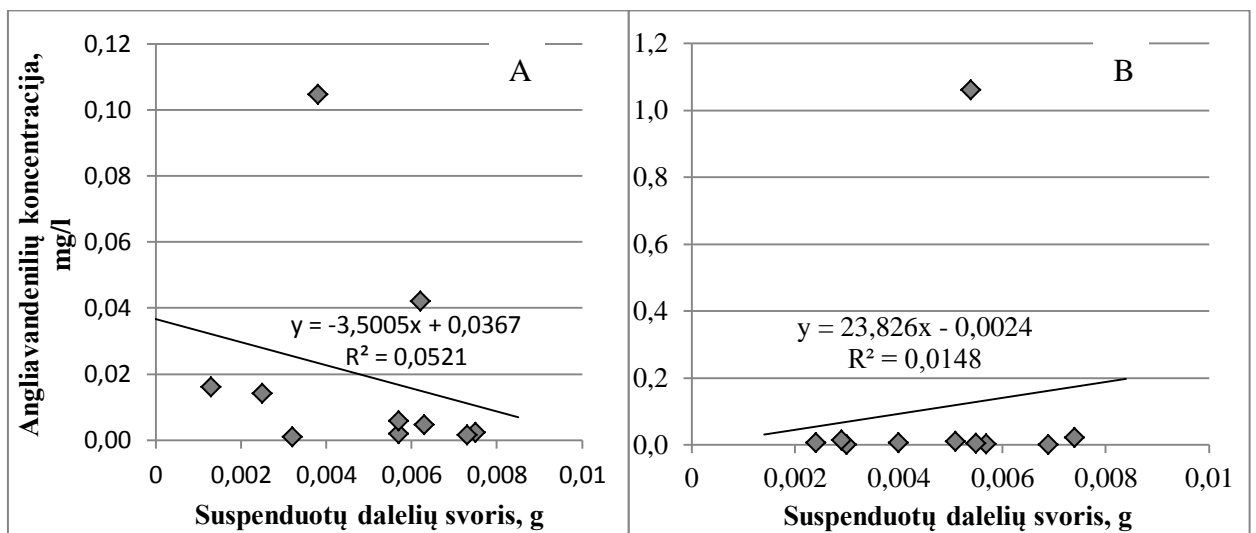 Angliavandenilių koncentracija,
mg/l
0,12
0,10
0,08
0,06
0,04
0,02
0,00
A
y = -3,5005x + 0,0367
R² = 0,0521
0 0,002 0,004 0,006 0,008 0,01
Suspenduotų dalelių svoris, g
1,2
1,0
0,8
0,6
0,4
0,2
0,0
B
y = 23,826x - 0,0024
R² = 0,0148
0 0,002 0,004 0,006 0,008 0,01
Suspenduotų dalelių svoris, g